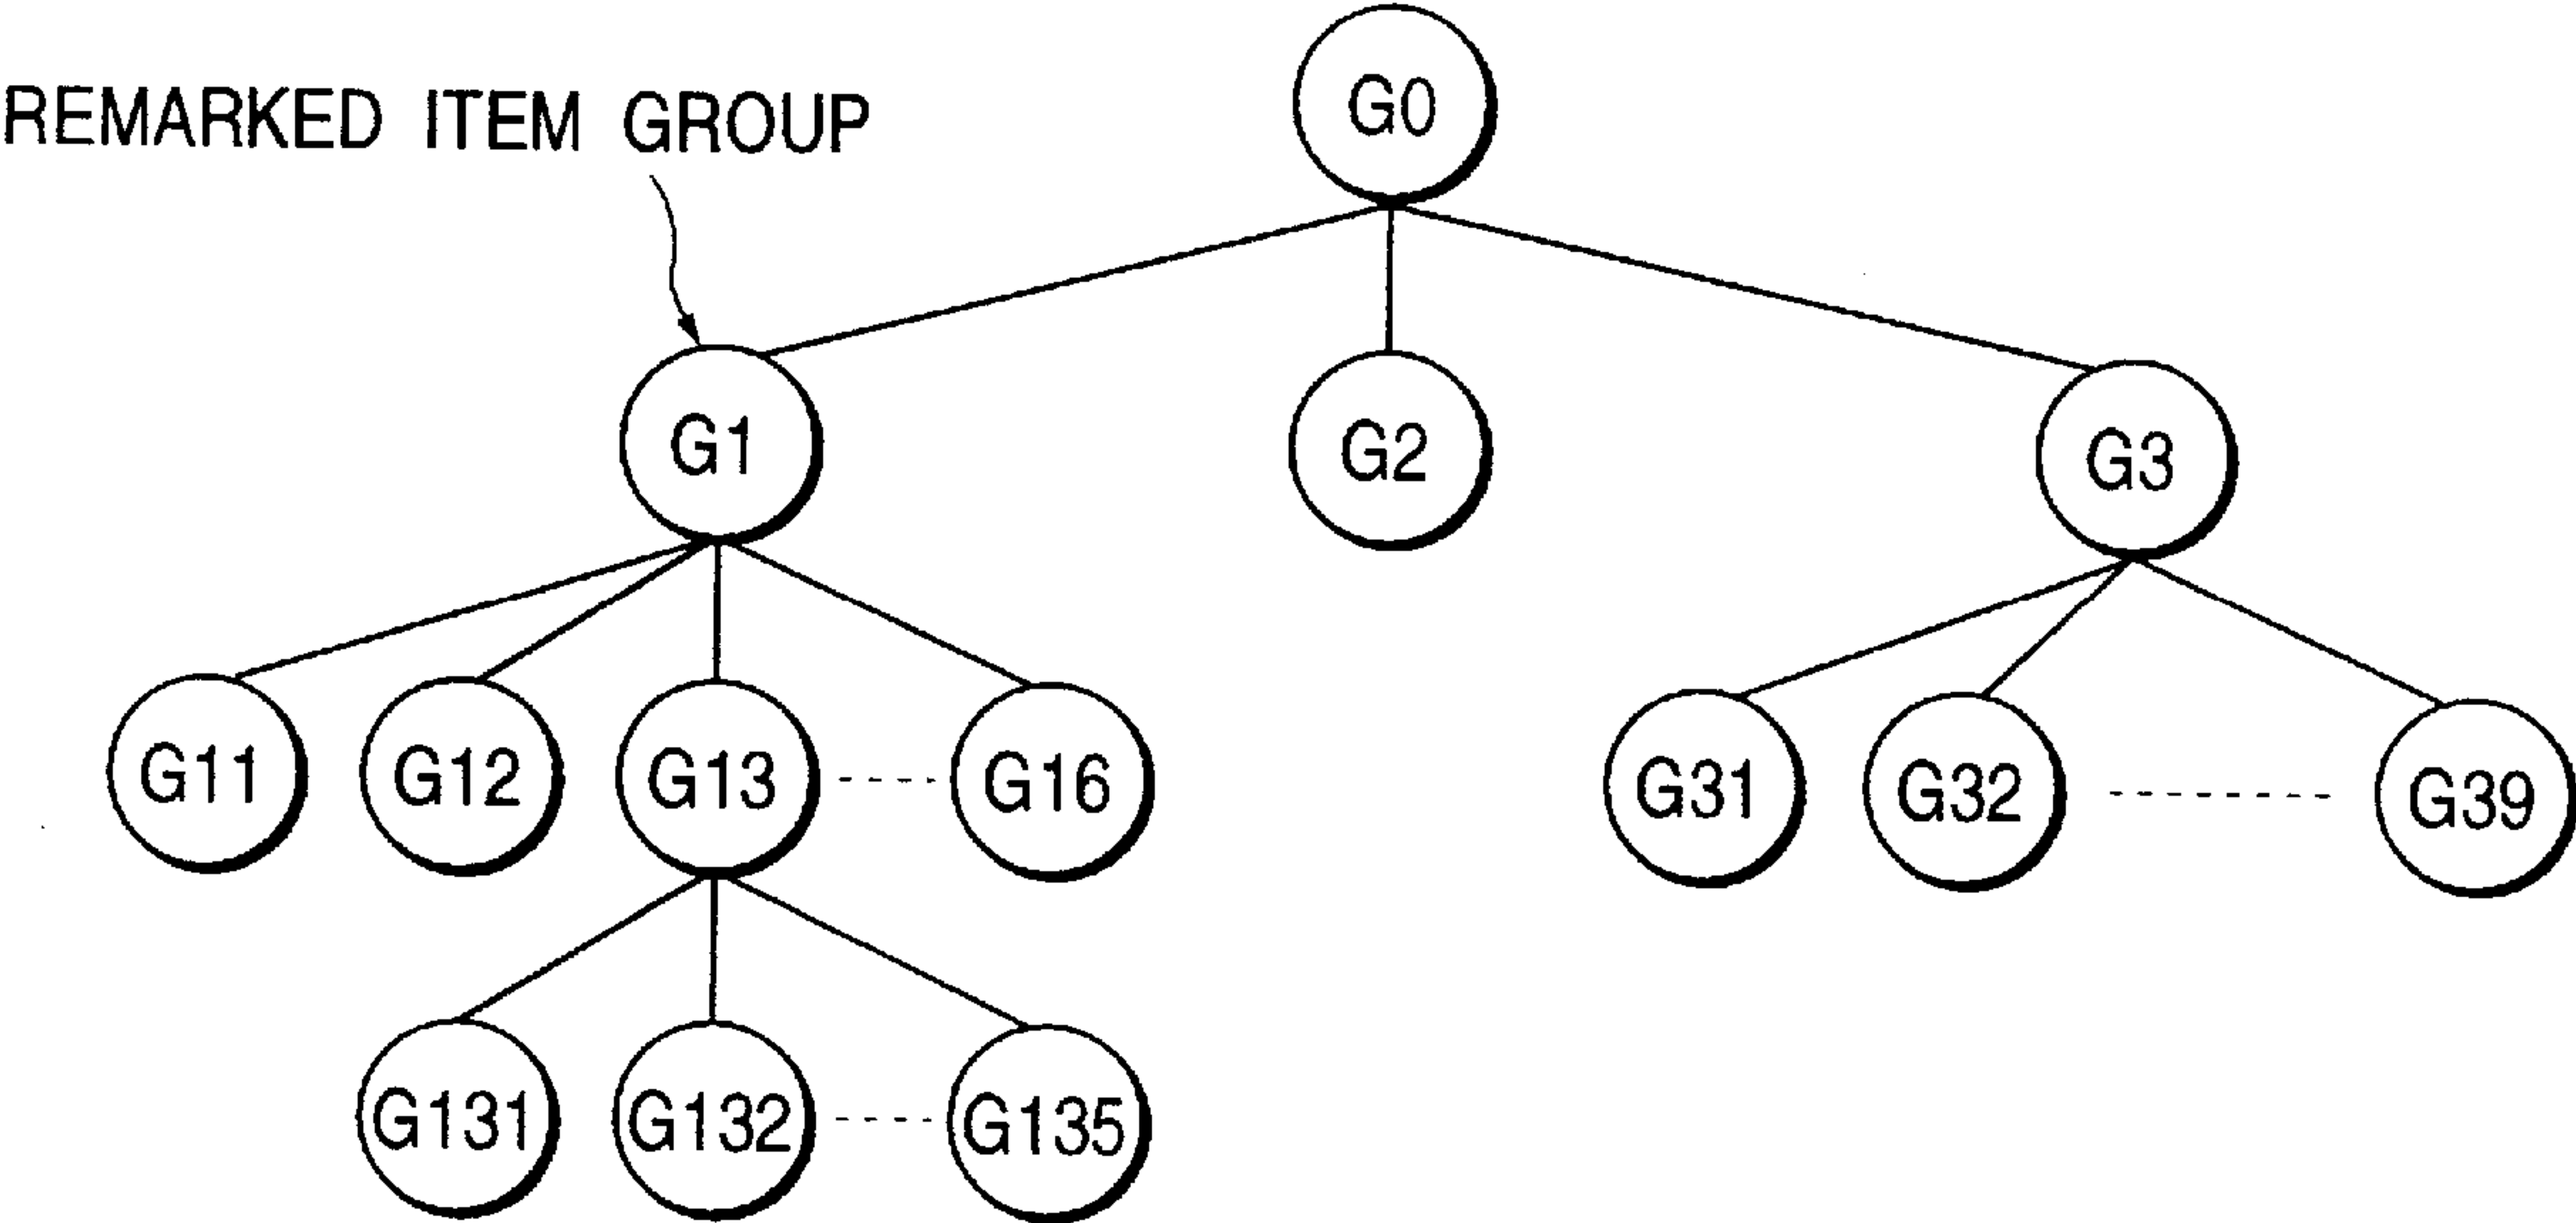 G0
REMARKED ITEM GROUP
G1
G2
G3
G11
G12
G13
G16
G31
G32
G39
G131
G132
G135